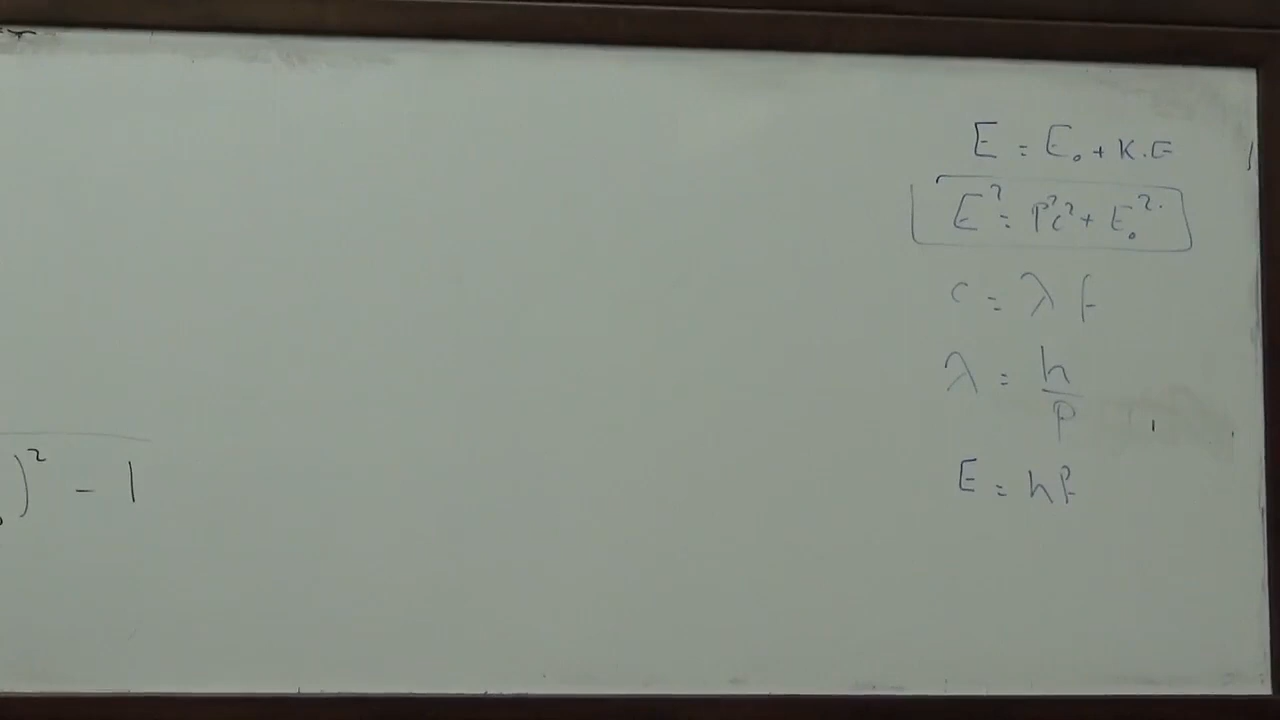 E = E₀ + K.E
E² = P²C² + E₀²
c = λ f
λ = h/P
E = hf
)² - 1